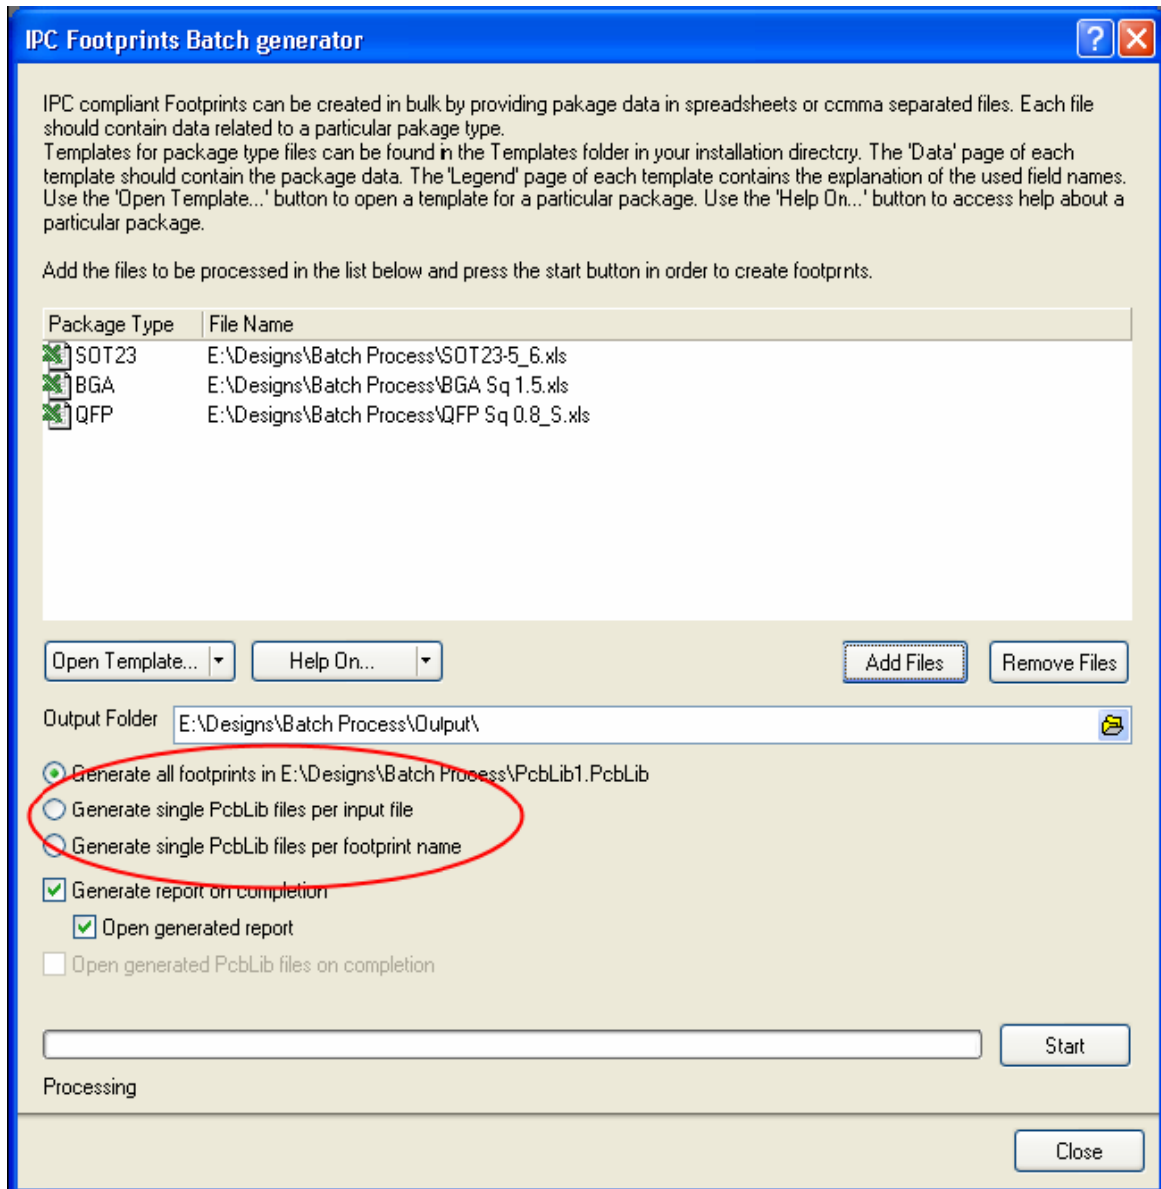 IPC Footprints Batch generator
IPC compliant Footprints can be created in bulk by providing pakage data in spreadsheets or ccmma separated files. Each file
should contain data related to a particular pakage type.
Templates for package type files can be found in the Templates folder in your installation directcry. The 'Data' page of each
template should contain the package data. The 'Legend' page of each template contains the explanation of the used field names.
Use the 'Open Template...' button to open a template for a particular package. Use the 'Help On...' button to access help about a
particular package.
Add the files to be processed in the list below and press the start button in order to create footprnts.
Package Type File Name
SOT23 E:\Designs\Batch Process\SOT23-5_6.xls
BGA E:\Designs\Batch Process\BGA Sq 1.5.xls
QFP E:\Designs\Batch Process\QFP Sq 0.8_S.xls
Open Template... Help On... Add Files Remove Files
Output Folder E:\Designs\Batch Process\Oulput\
Generate all footprints in E:\Designs\Batch Process\PcbLib1.PcbLib
Generate single PcbLib files per input file
Generate single PcbLib files per footprint name
Generate report on completion
Open generated report
Open generated PcbLib files on completion
Start
Processing
Close